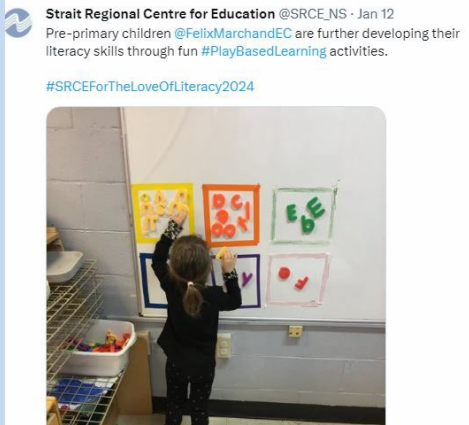 Strait Regional Centre for Education @SRCE_NS · Jan 12
Pre-primary children @FelixMarchandEC are further developing their
literacy skills through fun #PlayBasedLearning activities.
#SRCEForTheLoveOfLiteracy2024